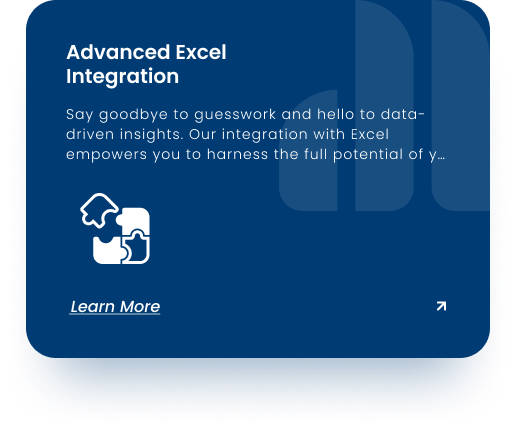 Advanced Excel
Integration
Say goodbye to guesswork and hello to data-
driven insights. Our integration with Excel
empowers you to harness the full potential of y…
Learn More